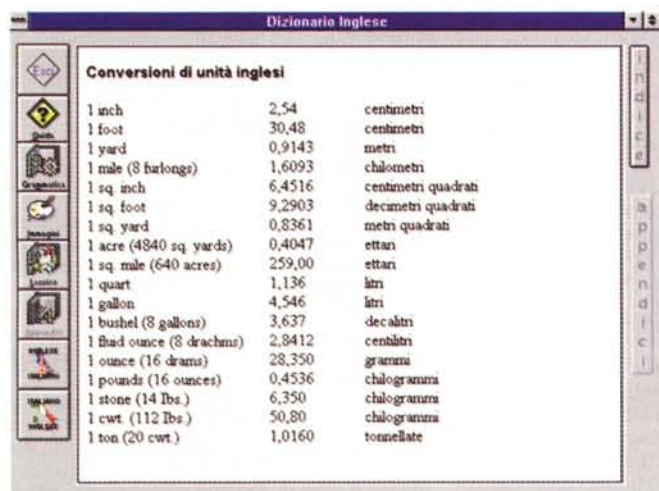 Dizionario Inglese
Esci
Conversioni di unità inglesi
1 inch 2,54 centimetri
1 foot 30,48 centimetri
1 yard 0,9143 metri
1 mile (8 furlongs) 1,6093 chilometri
1 sq. inch 6,4516 centimetri quadrati
1 sq. foot 9,2903 decimetri quadrati
1 sq. yard 0,8361 metri quadrati
1 acre (4840 sq. yards) 0,4047 ettari
1 sq. mile (640 acres) 259,00 ettari
1 quart 1,136 litri
1 gallon 4,546 litri
1 bushel (8 gallons) 3,637 decalitri
1 fluid ounce (8 drachms) 2,8412 centilitri
1 ounce (16 drams) 28,350 grammi
1 pounds (16 ounces) 0,4536 chilogrammi
1 stone (14 lbs.) 6,350 chilogrammi
1 cwt. (112 lbs.) 50,80 chilogrammi
1 ton (20 cwt.) 1,0160 tonnellate
Guida
Grammatica
Immagini
Lessico
INGLESE
ITALIANO
ITALIANO
INGLESE
indice
appendici